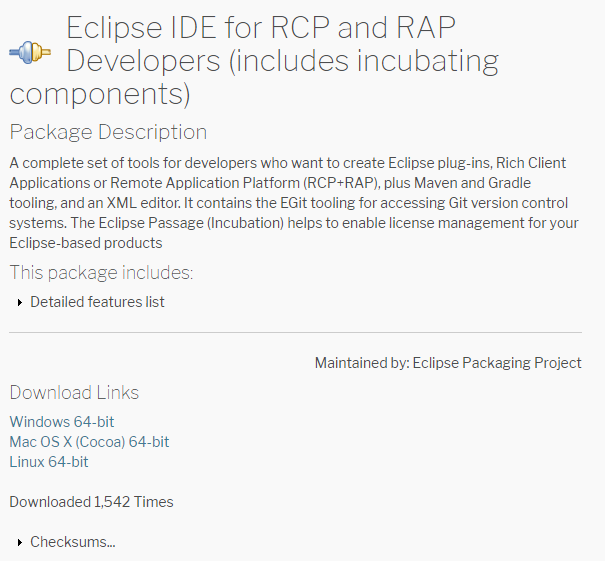 Eclipse IDE for RCP and RAP
Developers (includes incubating
components)
Package Description
A complete set of tools for developers who want to create Eclipse plug-ins, Rich Client
Applications or Remote Application Platform (RCP+RAP), plus Maven and Gradle
tooling, and an XML editor. It contains the EGit tooling for accessing Git version control
systems. The Eclipse Passage (Incubation) helps to enable license management for your
Eclipse-based products
This package includes:
Detailed features list
Maintained by: Eclipse Packaging Project
Download Links
Windows 64-bit
Mac OS X (Cocoa) 64-bit
Linux 64-bit
Downloaded 1,542 Times
Checksums...